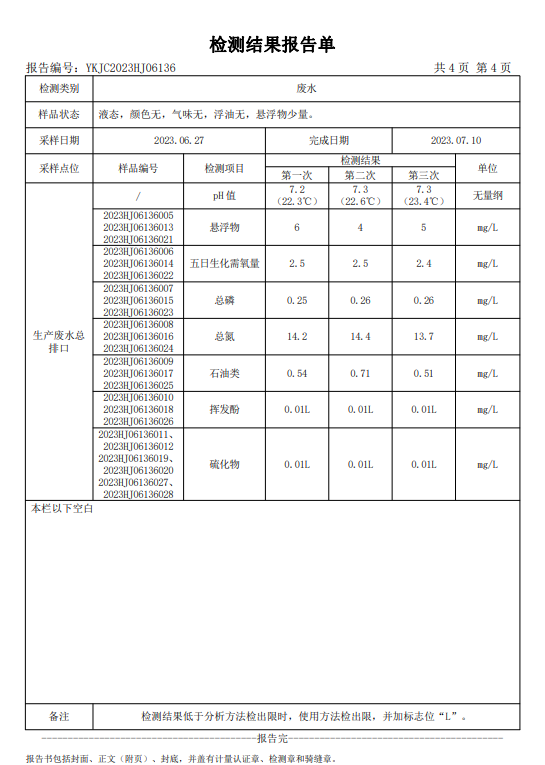 检测结果报告单
报告编号：YKJC2023HJ06136 共 4 页 第 4 页
检测类别 废水
样品状态 液态，颜色无，气味无，浮油无，悬浮物少量。
采样日期 2023.06.27 完成日期 2023.07.10
采样点位 样品编号 检测项目 检测结果 单位
第一次 第二次 第三次
生产废水总
排口
/ pH 值 7.2 7.3 7.3 无量纲
（22.3℃） （22.6℃） （23.4℃）
2023HJ06136005
2023HJ06136013 悬浮物 6 4 5 mg/L
2023HJ06136021
2023HJ06136006
2023HJ06136014 五日生化需氧量 2.5 2.5 2.4 mg/L
2023HJ06136022
2023HJ06136007
2023HJ06136015 总磷 0.25 0.26 0.26 mg/L
2023HJ06136023
2023HJ06136008
2023HJ06136016 总氮 14.2 14.4 13.7 mg/L
2023HJ06136024
2023HJ06136009
2023HJ06136017 石油类 0.54 0.71 0.51 mg/L
2023HJ06136025
2023HJ06136010
2023HJ06136018 挥发酚 0.01L 0.01L 0.01L mg/L
2023HJ06136026
2023HJ06136011、
2023HJ06136012
2023HJ06136019、
2023HJ06136020 硫化物 0.01L 0.01L 0.01L mg/L
2023HJ06136027、
2023HJ06136028
本栏以下空白
备注 检测结果低于分析方法检出限时，使用方法检出限，并加标志位“L”。
报告完
报告书包括封面、正文（附页）、封底，并盖有计量认证章、检测章和骑缝章。